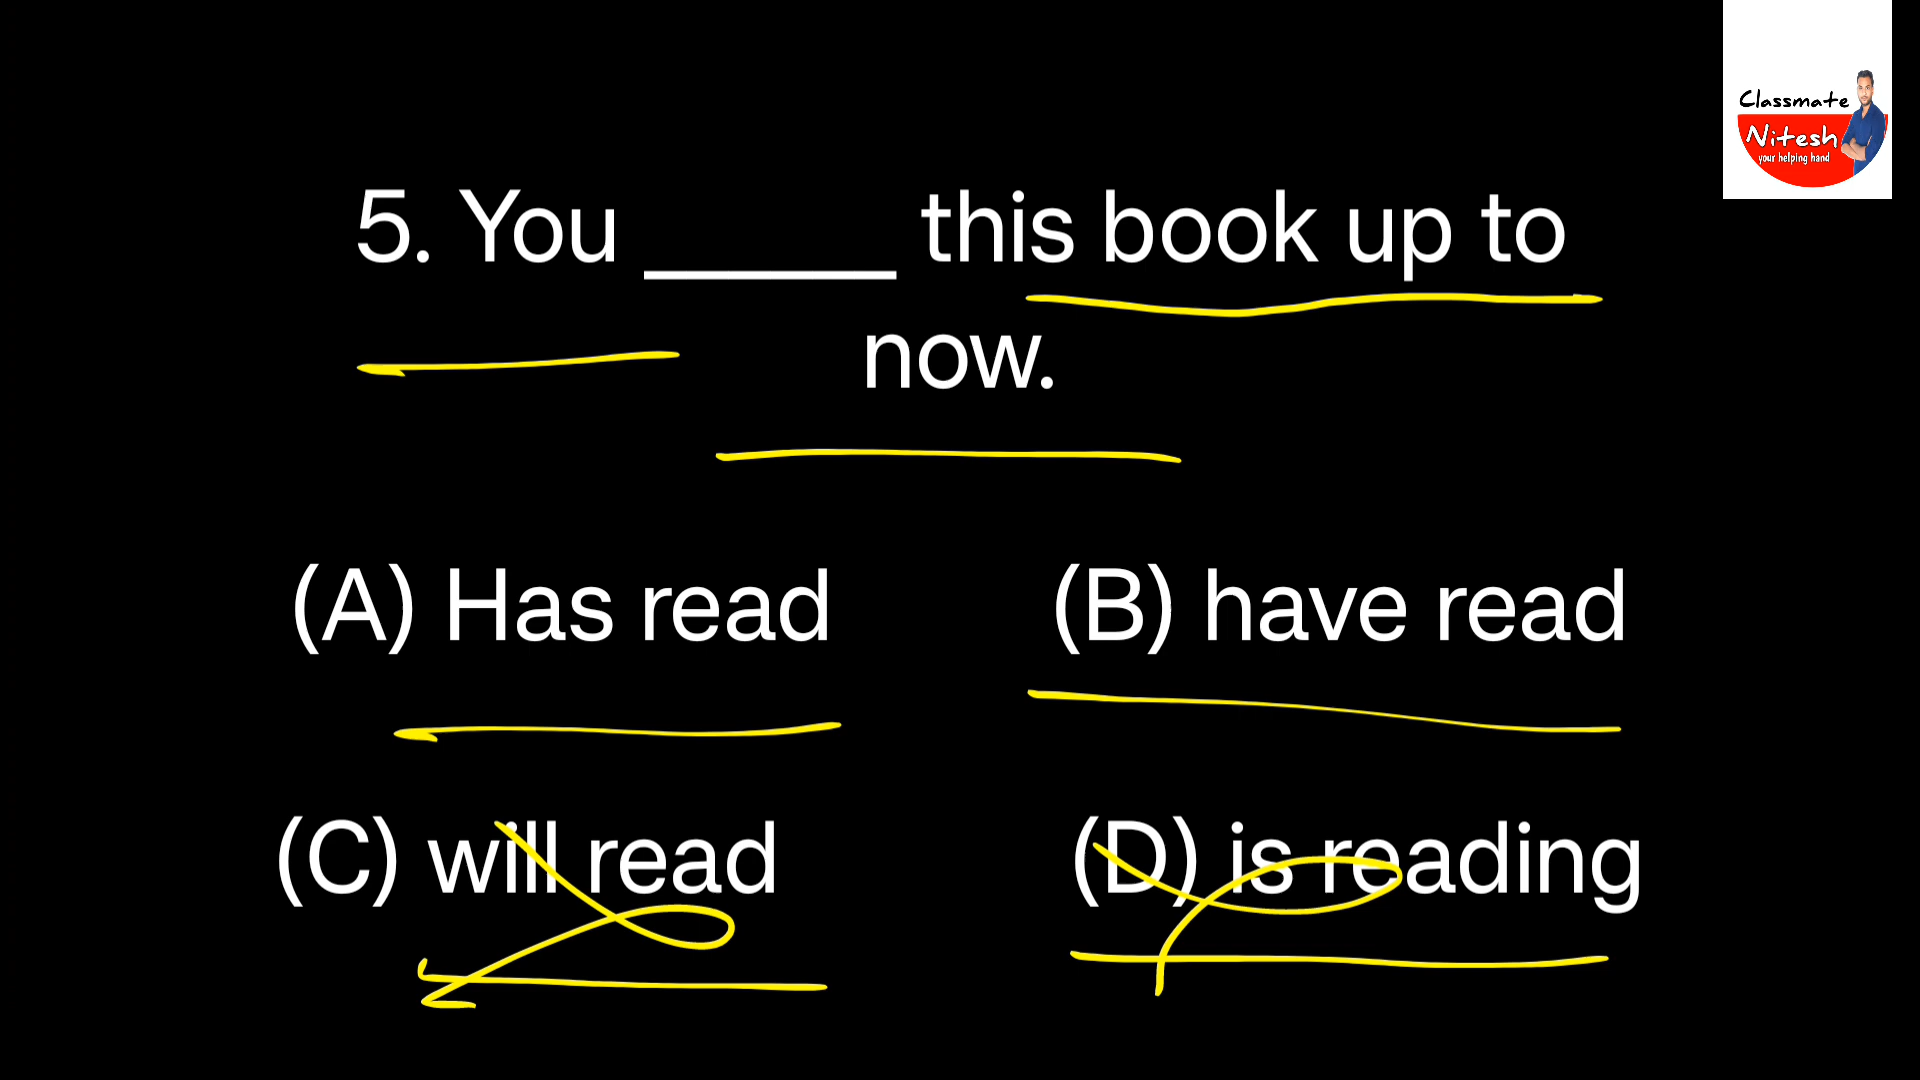 Classmate
Nitesh
your helping hand
5. You _____ this book up to
now.
(A) Has read (B) have read
(C) will read (D) is reading